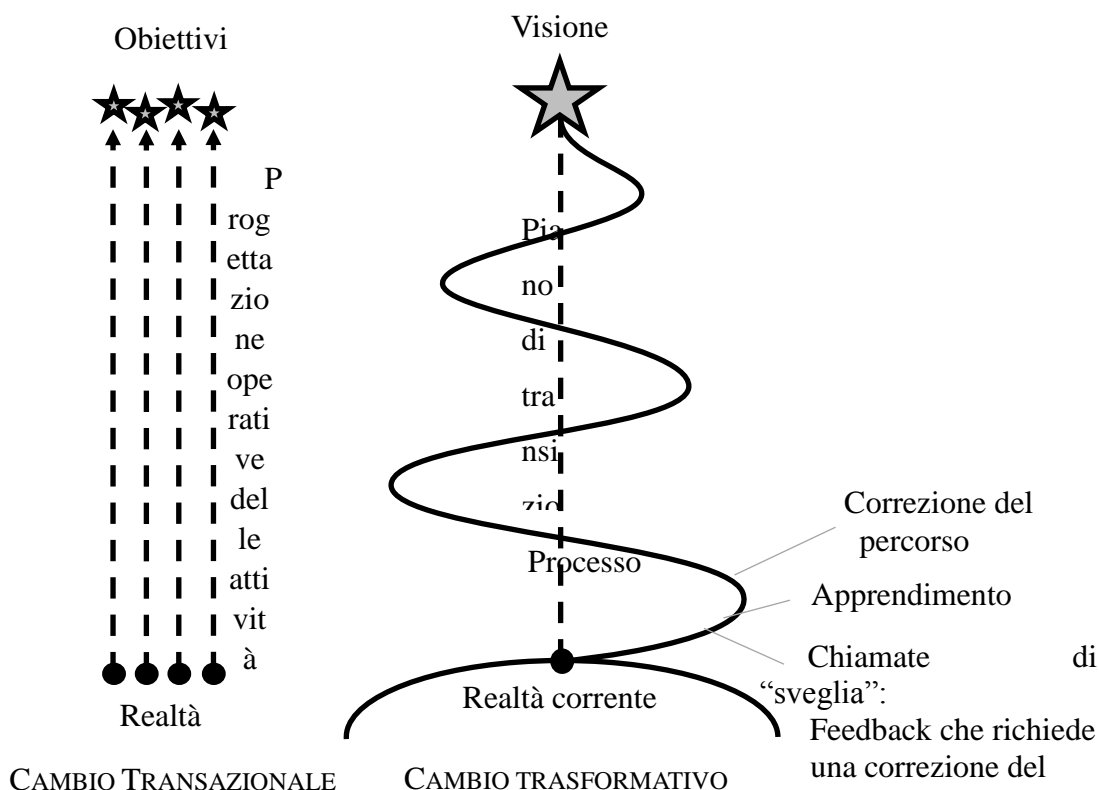 Obiettivi
P
rog
etta
zio
ne
ope
rati
ve
del
le
atti
vit
à
Realtà
CAMBIO TRANSAZIONALE
Visione
Pia
no
di
tra
nsi
zio
Processo
Realtà corrente
CAMBIO TRASFORMATIVO
Correzione del
percorso
Apprendimento
Chiamate di
“sveglia”:
Feedback che richiede
una correzione del